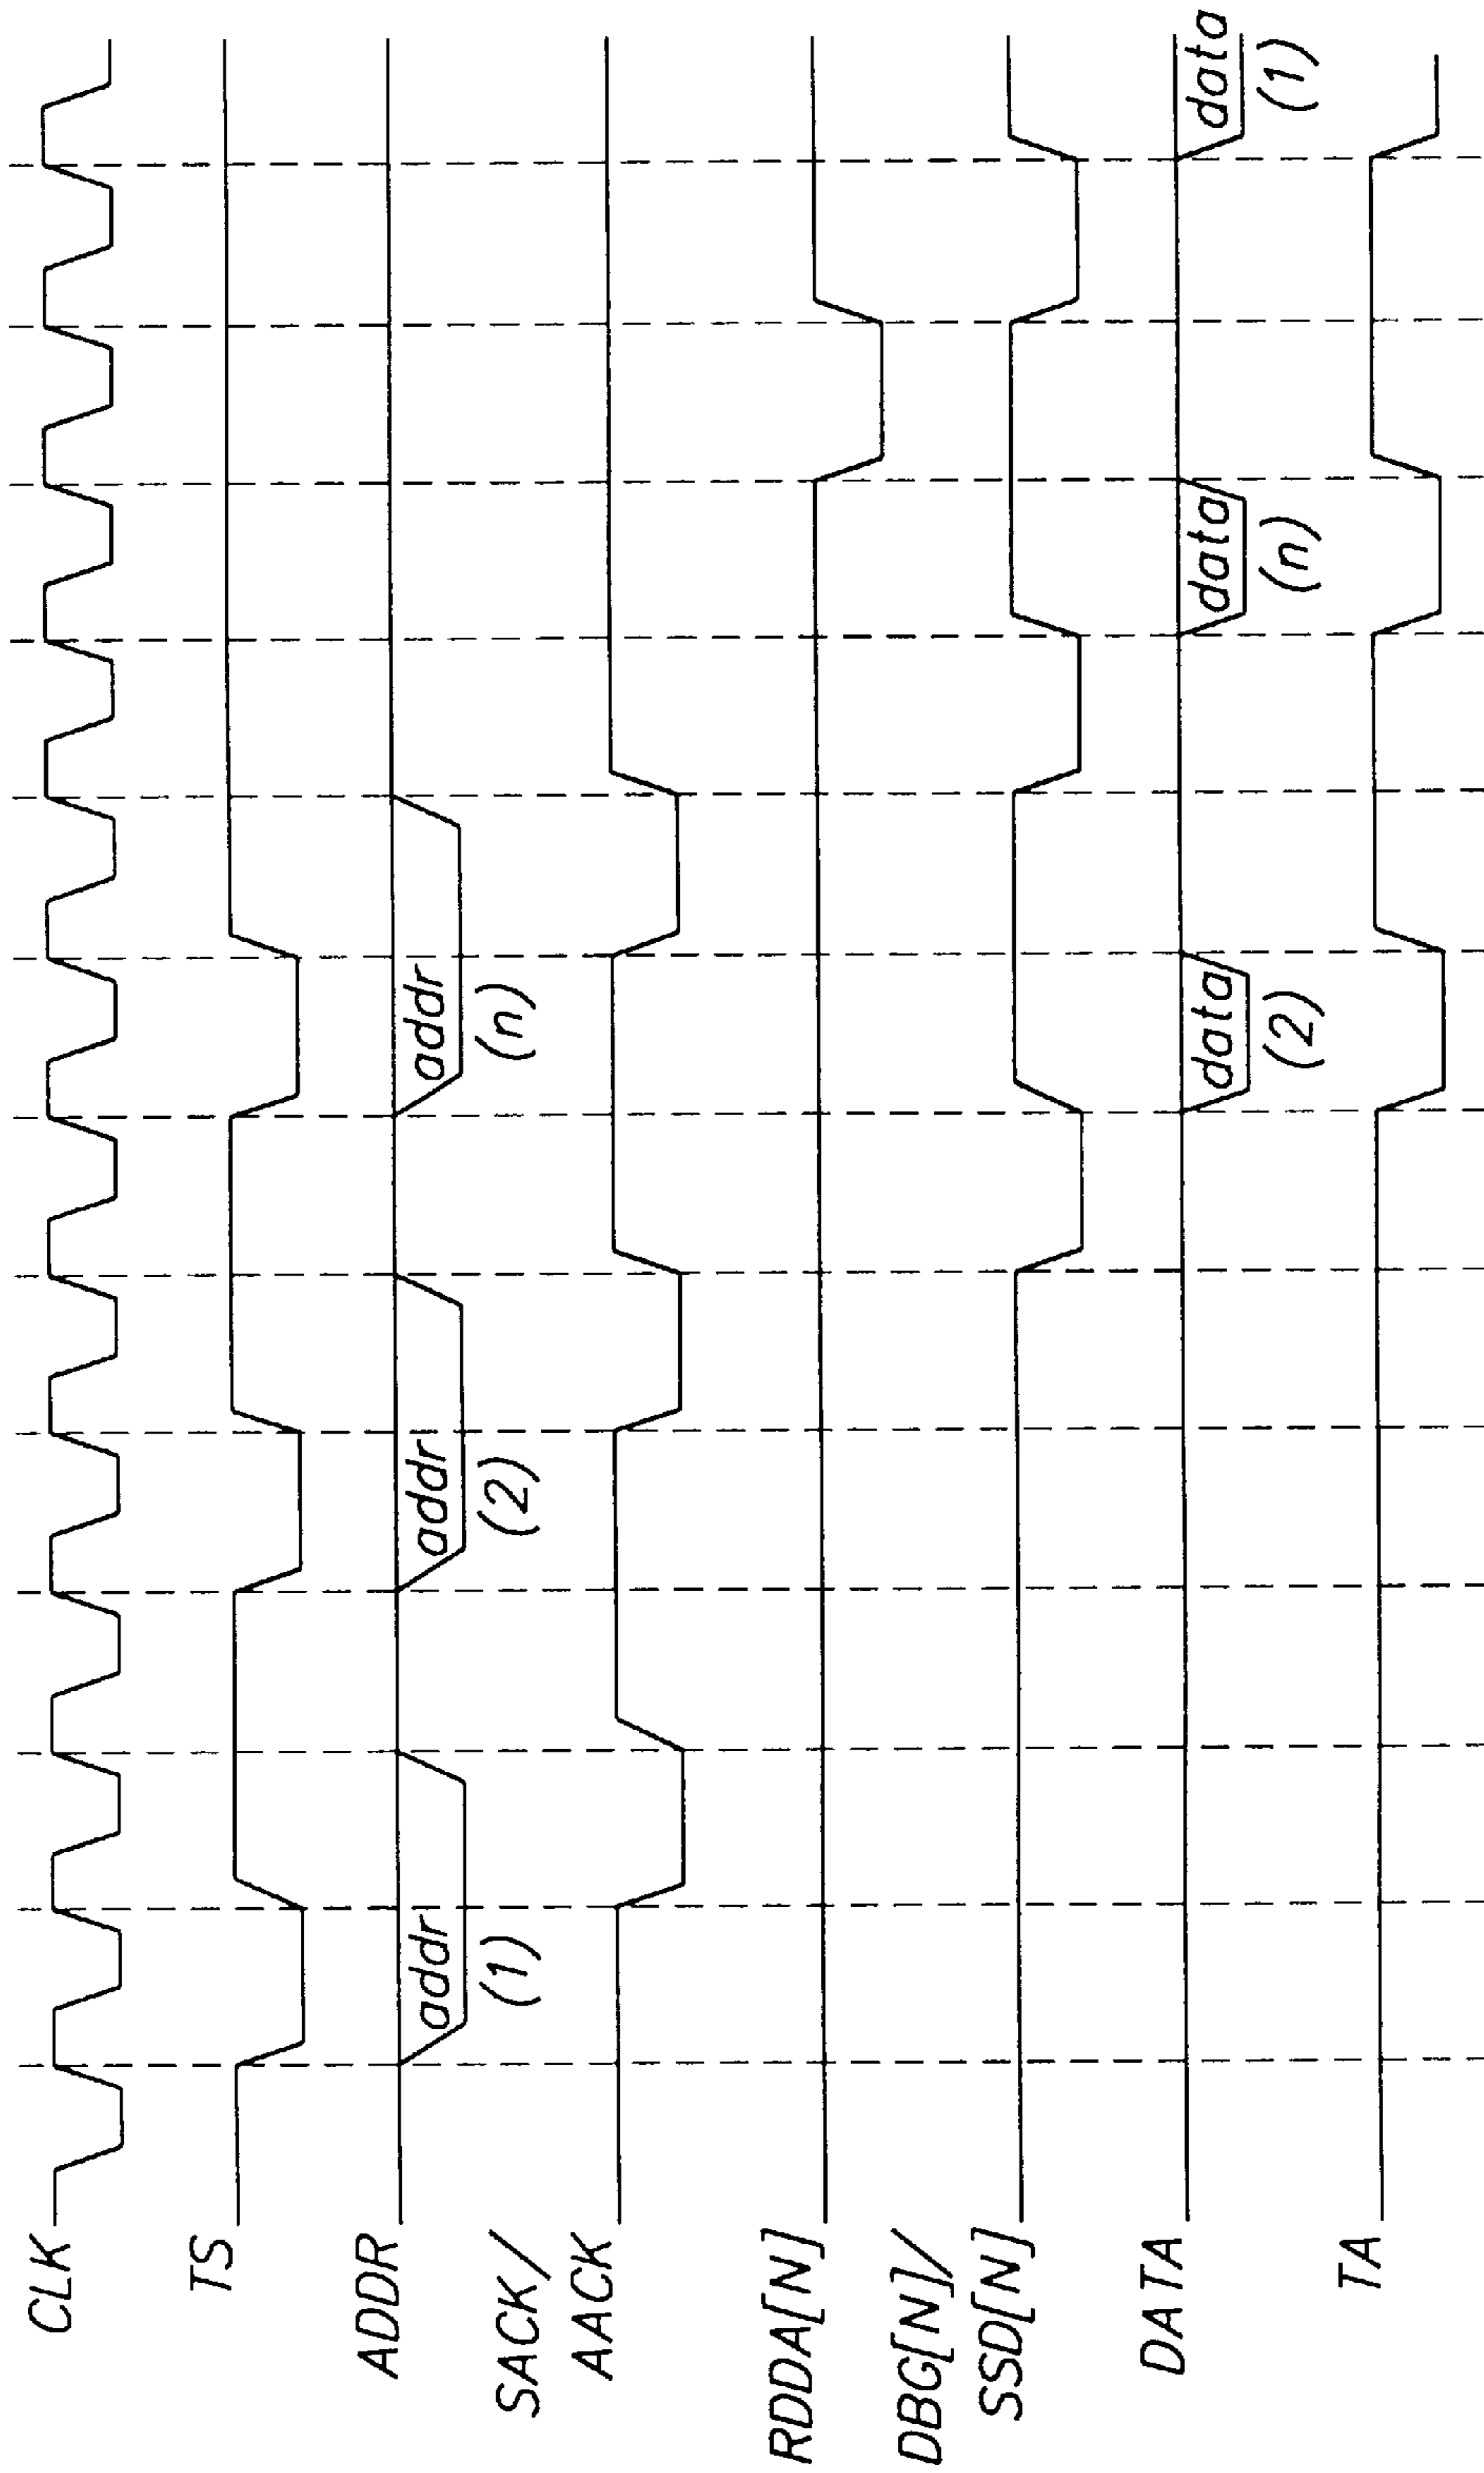 CLK
TS
ADDR
addr
(1)
addr
(2)
addr
(n)
SACK/
AACK
RDDA[N]
DBG[N]/
SSD[N]
DATA
data
(2)
data
(n)
data
(1)
TA